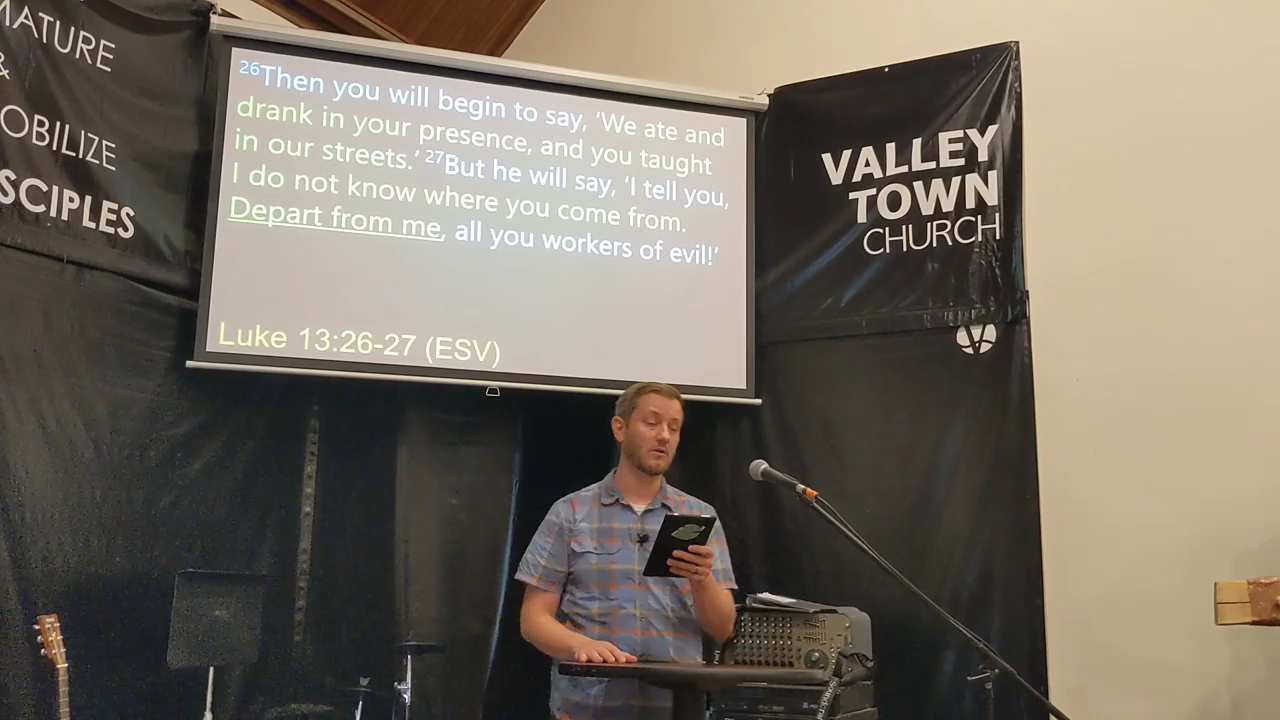 MATURE
&
OBILIZE
SCIPLES
26Then you will begin to say, ‘We ate and
drank in your presence, and you taught
in our streets.’ 27But he will say, ‘I tell you,
I do not know where you come from.
Depart from me, all you workers of evil!’
Luke 13:26-27 (ESV)
VALLEY
TOWN
CHURCH